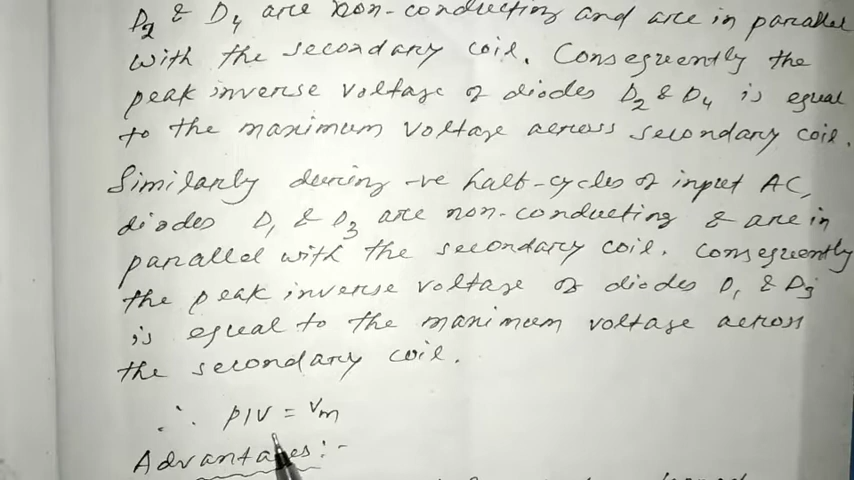 D2 & D4 are non-conducting and are in parallel
with the secondary coil. Consequently the
peak inverse voltage of diodes D2 & D4 is equal
to the maximum voltage across secondary coil.
Similarly during -ve half-cycles of input AC,
diodes D1 & D3 are non-conducting & are in
parallel with the secondary coil. Consequently
the peak inverse voltage of diodes D1 & D3
is equal to the maximum voltage across
the secondary coil.
∴ PIV = Vm
Advantages:-